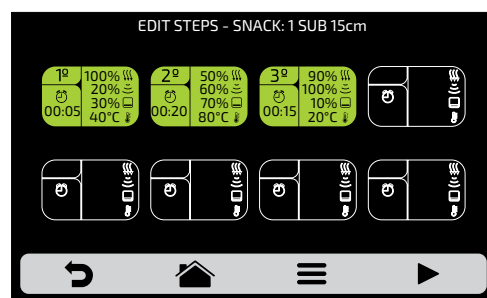 EDIT STEPS - SNACK: 1 SUB 15cm
1º 100%
20%
30%
00:05 40°C
2º 50%
60%
70%
00:20 80°C
3º 90%
100%
10%
00:15 20°C